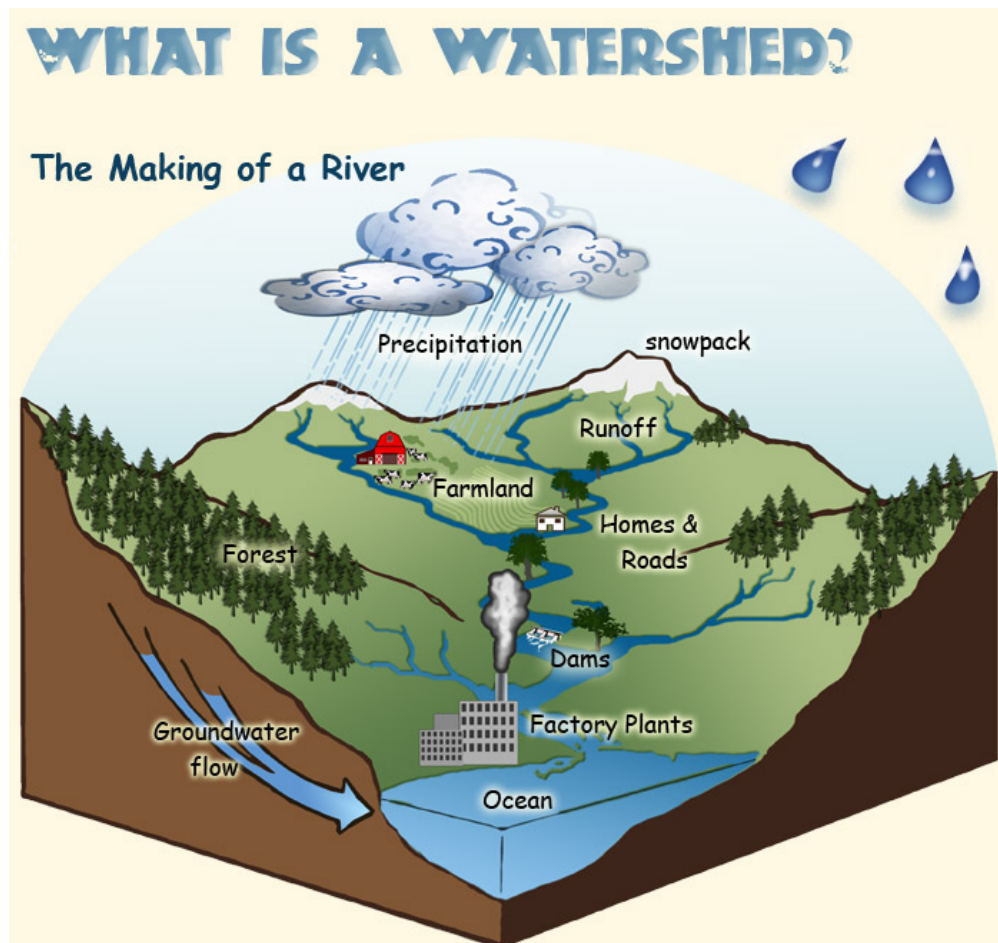 WHAT IS A WATERSHED?
The Making of a River
Precipitation
snowpack
Runoff
Farmland
Homes &
Roads
Forest
Dams
Groundwater
flow
Factory Plants
Ocean